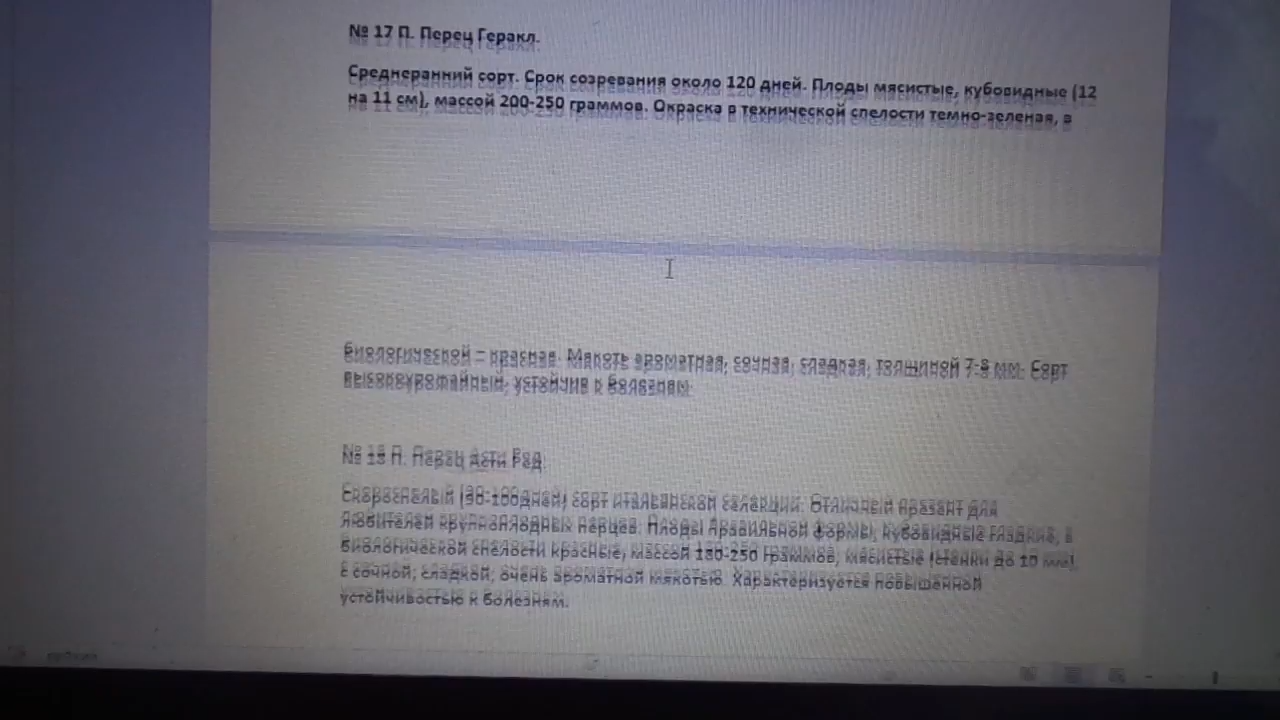 № 17 П. Перец Геракл.
Среднеранний сорт. Срок созревания около 120 дней. Плоды мясистые, кубовидные (12
на 11 см), массой 200-250 граммов. Окраска в технической спелости темно-зеленая, в
биологической – красная. Мякоть ароматная, сочная, сладкая, толщиной 7-8 мм. Сорт
высокоурожайный, устойчив к болезням.
№ 18 П. Перец Асти Ред.
Скороспелый (90-100дней) сорт итальянской селекции. Отличный презент для
любителей крупноплодных перцев. Плоды правильной формы, кубовидные гладкие, в
биологической спелости красные, массой 180-250 граммов, мясистые (стенки до 10 мм)
с сочной, сладкой, очень ароматной мякотью. Характеризуется повышенной
устойчивостью к болезням.